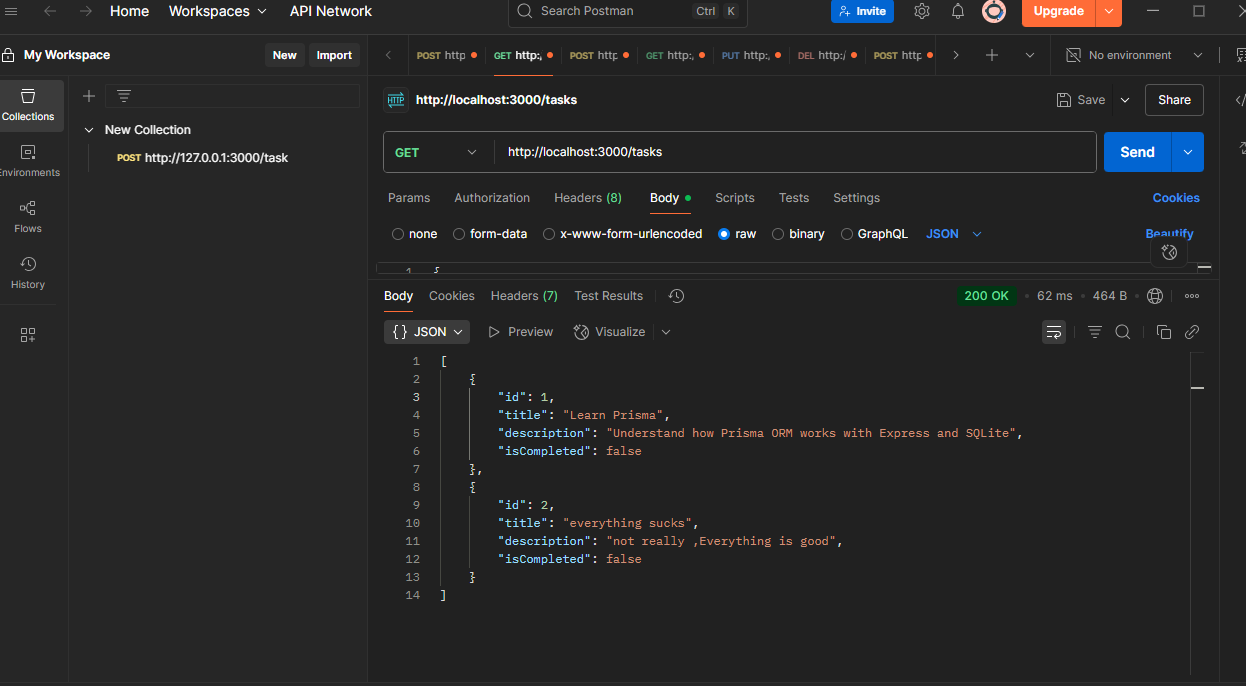 Home Workspaces API Network Search Postman Ctrl K Invite Upgrade
My Workspace New Import
POST http GET http:, POST http GET http:, PUT http:, DEL http:/ POST http No environment
Collections
Environments
Flows
History
New Collection
POST http://127.0.0.1:3000/task
HTTP http://localhost:3000/tasks Save Share
GET http://localhost:3000/tasks Send
Params Authorization Headers (8) Body Scripts Tests Settings Cookies
none form-data x-www-form-urlencoded raw binary GraphQL JSON Beautify
1 {
Body Cookies Headers (7) Test Results 200 OK 62 ms 464 B
{} JSON Preview Visualize
1 [
2 {
3 "id": 1,
4 "title": "Learn Prisma",
5 "description": "Understand how Prisma ORM works with Express and SQLite",
6 "isCompleted": false
7 },
8 {
9 "id": 2,
10 "title": "everything sucks",
11 "description": "not really ,Everything is good",
12 "isCompleted": false
13 }
14 ]